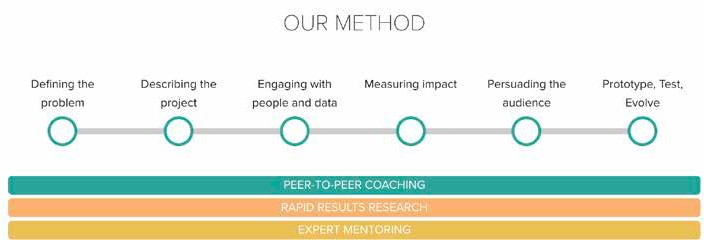 OUR METHOD
Defining the
problem
Describing the
project
Engaging with
people and data
Measuring impact
Persuading the
audience
Prototype, Test,
Evolve
PEER-TO-PEER COACHING
RAPID RESULTS RESEARCH
EXPERT MENTORING